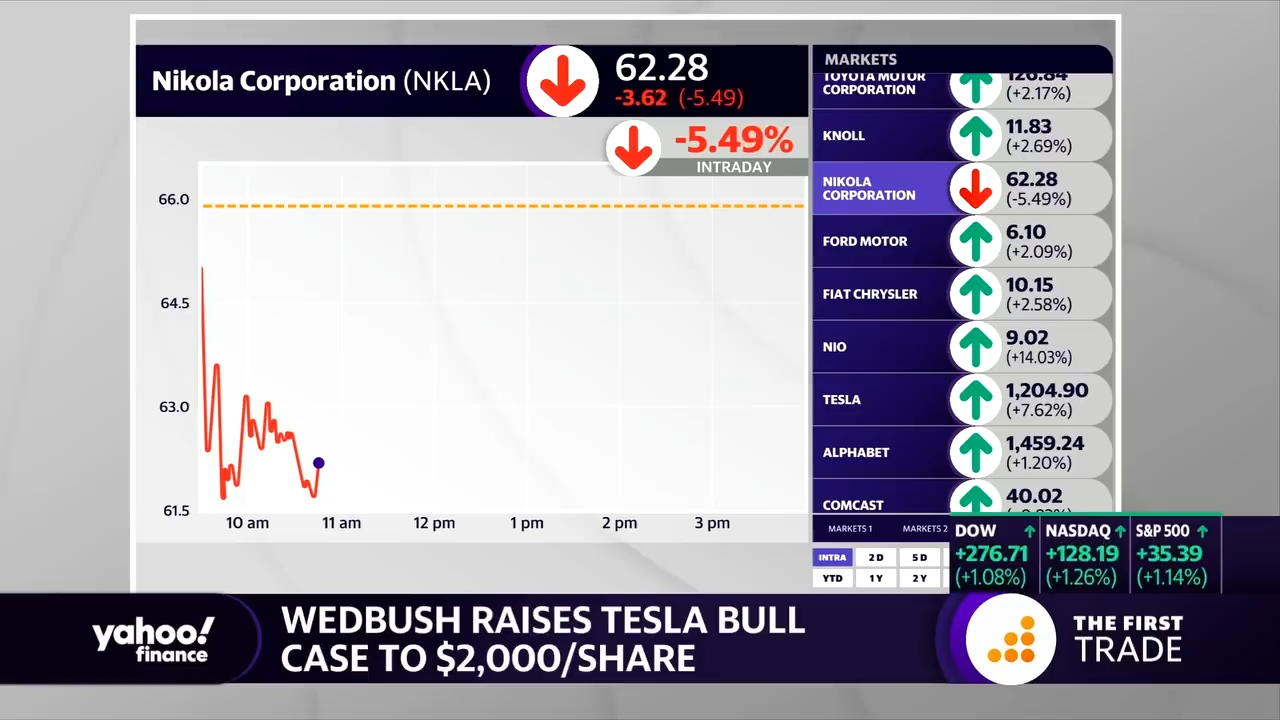 Nikola Corporation (NKLA)
62.28
-3.62 (-5.49)
-5.49%
INTRADAY
66.0
64.5
63.0
61.5
10 am
11 am
12 pm
1 pm
2 pm
3 pm
MARKETS
TOYOTA MOTOR
CORPORATION
126.84
(+2.17%)
KNOLL
11.83
(+2.69%)
NIKOLA
CORPORATION
62.28
(-5.49%)
FORD MOTOR
6.10
(+2.09%)
FIAT CHRYSLER
10.15
(+2.58%)
NIO
9.02
(+14.03%)
TESLA
1,204.90
(+7.62%)
ALPHABET
1,459.24
(+1.20%)
COMCAST
40.02
MARKETS 1
MARKETS 2
INTRA
2 D
5 D
YTD
1 Y
2 Y
DOW
+276.71
(+1.08%)
NASDAQ
+128.19
(+1.26%)
S&P 500
+35.39
(+1.14%)
yahoo!
finance
WEDBUSH RAISES TESLA BULL
CASE TO $2,000/SHARE
THE FIRST
TRADE